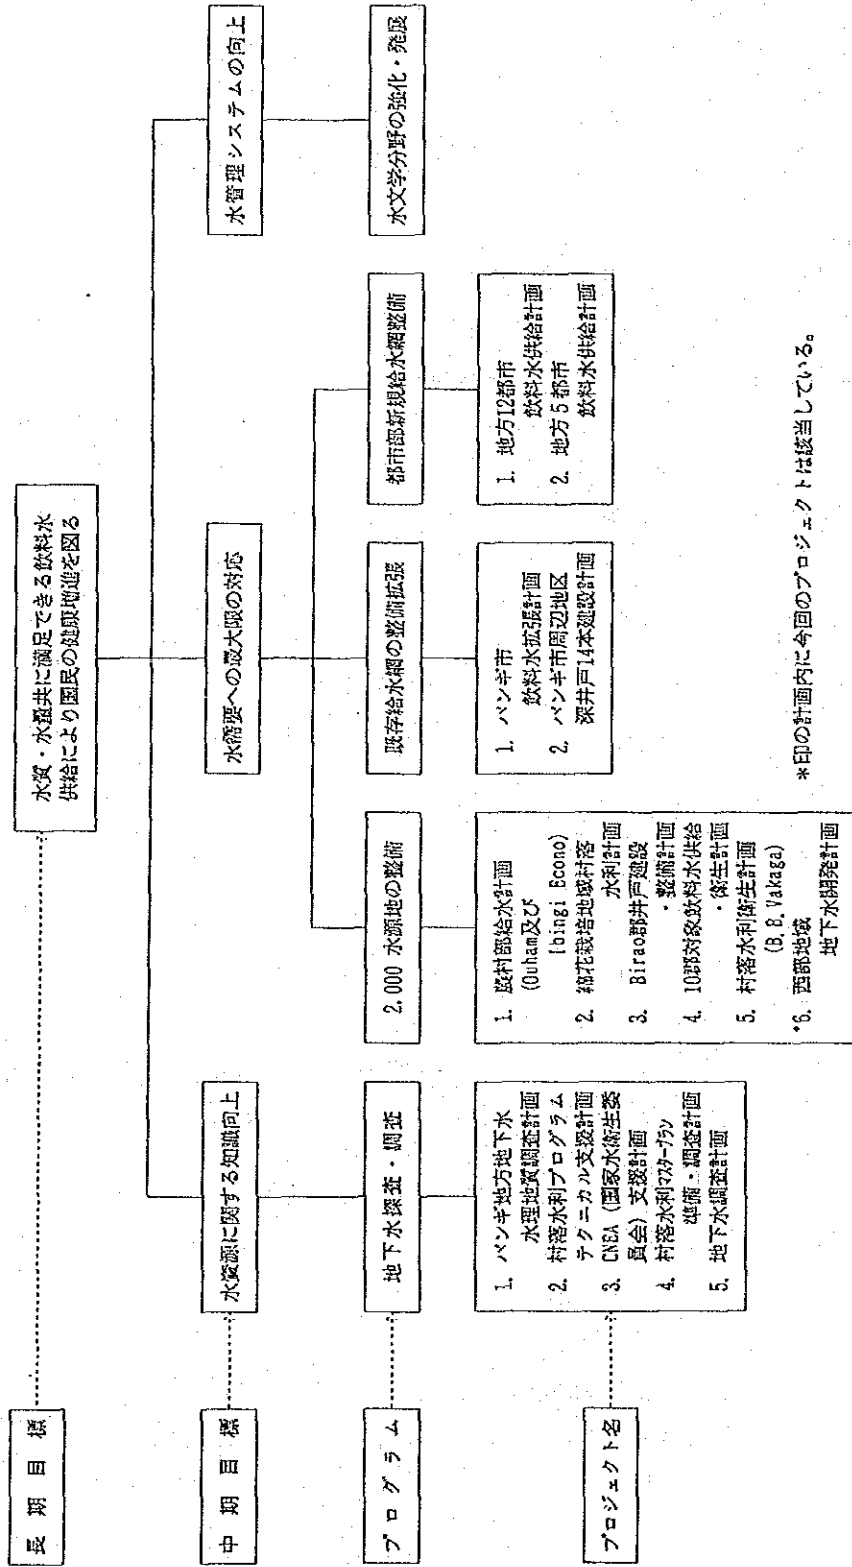 長期目標
水質・水量共に満足できる飲料水
供給により国民の健康増進を図る
中期目標
水資源に関する知識向上
水需要への最大限の対応
水管理システムの向上
プログラム
地下水探査・調査
2.000 水源地の整備
既存給水網の整備拡張
都市部新規給水網整備
水文学分野の強化・発展
プロジェクト名
1. バンギ地方地下水
水理地質調査計画
2. 村落水利プログラム
テクニカル支援計画
3. CNEA (国家水衛生委
員会) 支援計画
4. 村落水利マスタープラン
準備・調査計画
5. 地下水調査計画
1. 農村部給水計画
(Ouham及び
Ibingi Econo)
2. 綿花栽培地域村落
水利計画
3. Birao郡井戸建設
・整備計画
4. 10郡対象飲料水供給
・衛生計画
5. 村落水利衛生計画
(B.B.Vakaga)
*6. 西部地域
地下水開発計画
1. バンギ市
飲料水拡張計画
2. バンギ市周辺地区
深井戸14本建設計画
1. 地方12都市
飲料水供給計画
2. 地方5都市
飲料水供給計画
*印の計画内に今回のプロジェクトは該当している。